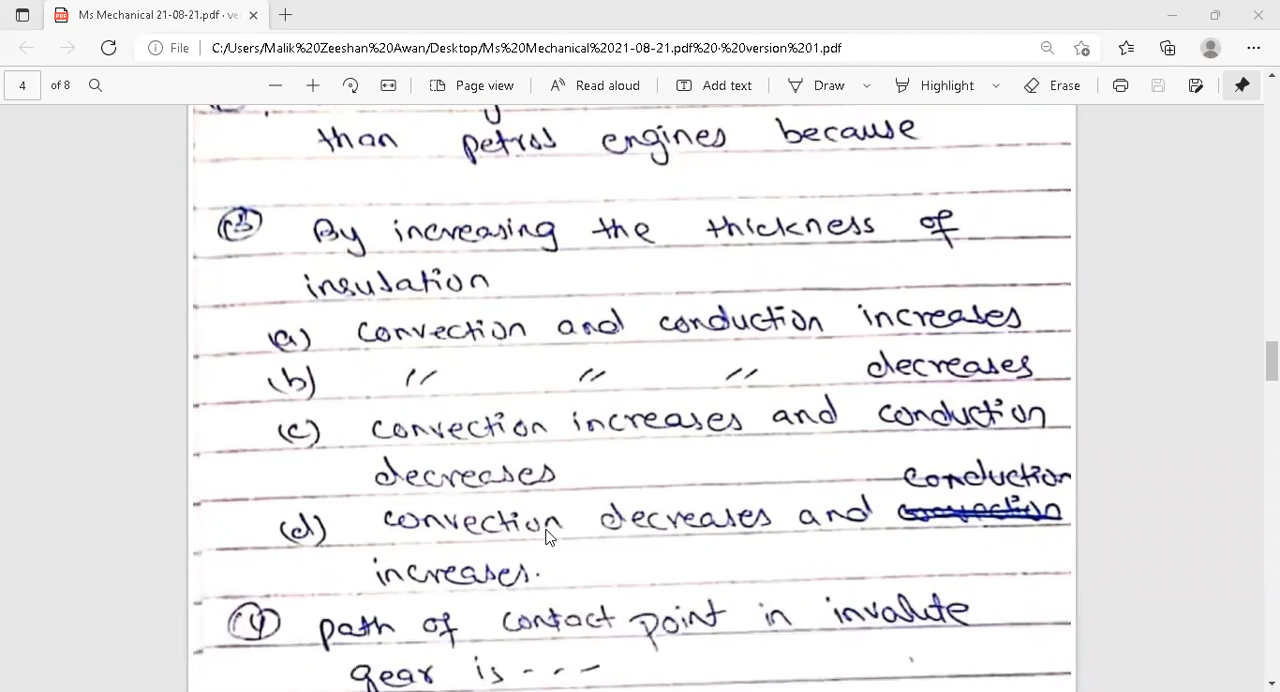 Ms Mechanical 21-08-21.pdf - ve
File C:/Users/Malik%20Zeeshan%20Awan/Desktop/Ms%20Mechanical%2021-08-21.pdf%20%20version%201.pdf
4 of 8 Page view Read aloud Add text Draw Highlight Erase
than petrol engines because
(3) By increasing the thickness of
insulation
(a) convection and conduction increases
(b) " " " decreases
(c) convection increases and conduction
decreases
conduction
(d) convection decreases and convection
increases.
(4) path of contact point in invalute
gear is - - -